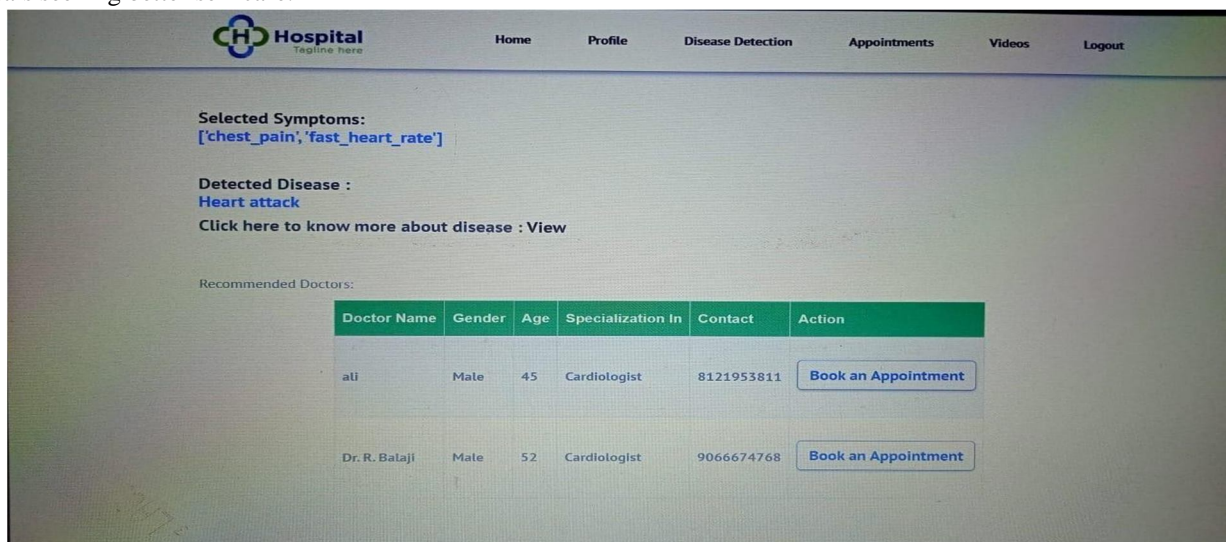 CHD Hospital
Tagline here
Home Profile Disease Detection Appointments Videos Logout
Selected Symptoms:
['chest_pain', 'fast_heart_rate']
Detected Disease :
Heart attack
Click here to know more about disease : View
Recommended Doctors:
Doctor Name Gender Age Specialization In Contact Action
ali Male 45 Cardiologist 8121953811 Book an Appointment
Dr. R. Balaji Male 52 Cardiologist 9066674768 Book an Appointment